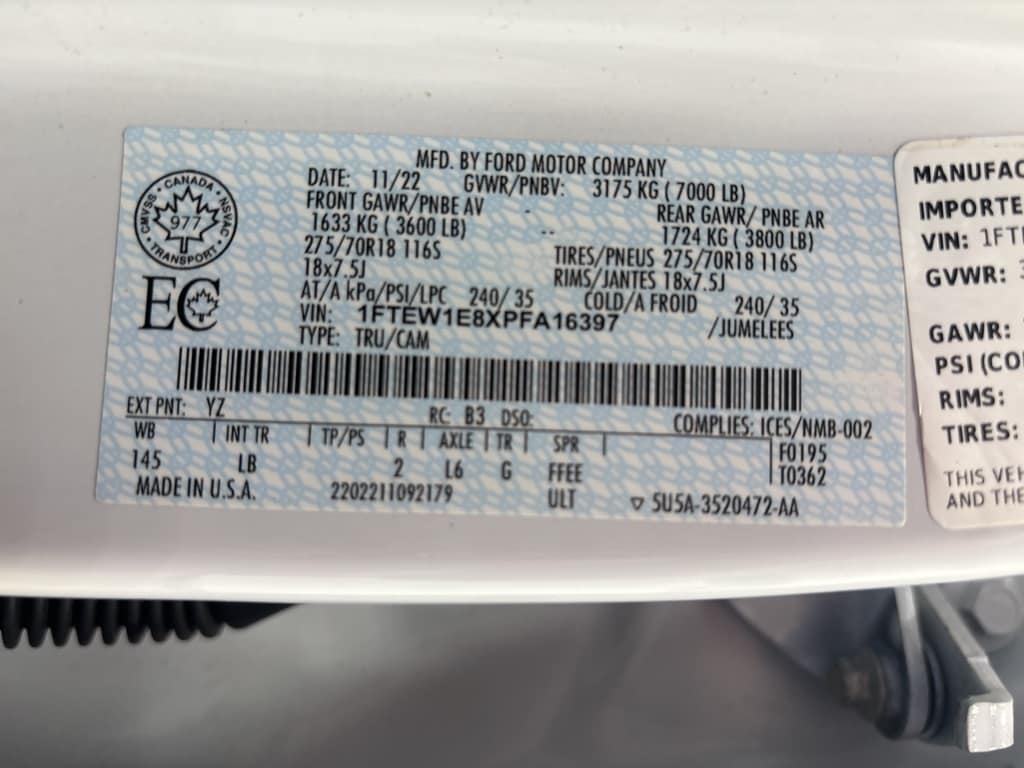 MFD. BY FORD MOTOR COMPANY
DATE: 11/22 GVWR/PNBV: 3175 KG ( 7000 LB)
FRONT GAWR/PNBE AV REAR GAWR/ PNBE AR
1633 KG ( 3600 LB) -- 1724 KG ( 3800 LB)
275/70R18 116S TIRES/PNEUS 275/70R18 116S
18x7.5J RIMS/JANTES 18x7.5J
AT/A kPa/PSI/LPC 240/ 35 COLD/A FROID 240/ 35
VIN: 1FTEW1E8XPFA16397 /JUMELEES
TYPE: TRU/CAM
CANADA
CMVSS 977 NSVAC
TRANSPORT
EC
EXT PNT: YZ RC: B3 DSO: COMPLIES: ICES/NMB-002
WB INT TR TP/PS R AXLE TR SPR F0195
145 LB 2 L6 G FFEE T0362
MADE IN U.S.A. 2202211092179 ULT ▽ 5U5A-3520472-AA
MANUFAC
IMPORTE
VIN: 1FT
GVWR:
GAWR:
PSI (CO
RIMS:
TIRES:
THIS VEH
AND THE